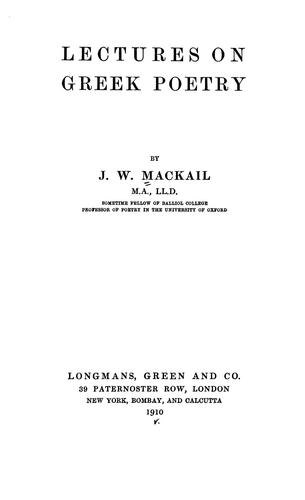 LECTURES ON
GREEK POETRY
BY
J. W. MACKAIL
M.A., LL.D.
SOMETIME FELLOW OF BALLIOL COLLEGE
PROFESSOR OF POETRY IN THE UNIVERSITY OF OXFORD
LONGMANS, GREEN AND CO.
39 PATERNOSTER ROW, LONDON
NEW YORK, BOMBAY, AND CALCUTTA
1910